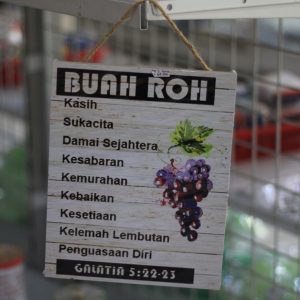 BUAH ROH
Kasih
Sukacita
Damai Sejahtera
Kesabaran
Kemurahan
Kebaikan
Kesetiaan
Kelemah Lembutan
Penguasaan Diri
GALATIA 5:22-23